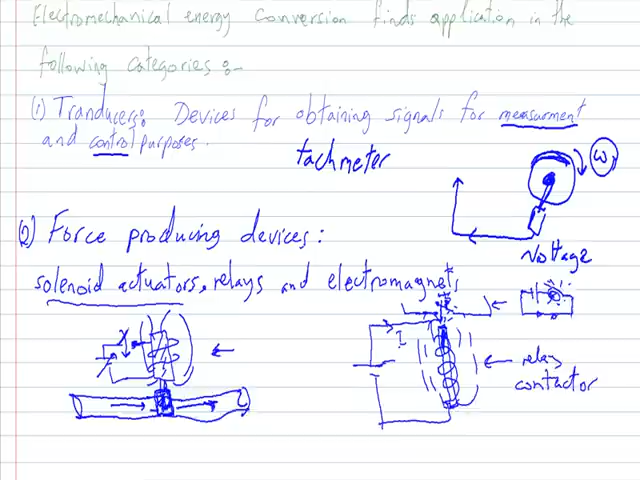 Electromechanical energy conversion finds application in the
following categories :-
(1) Tranducers: Devices for obtaining signals for measurment
and control purposes.
tachmeter
ω
Voltage
(2) Force producing devices:
solenoid actuators, relays and electromagnets
I
relay
contactor